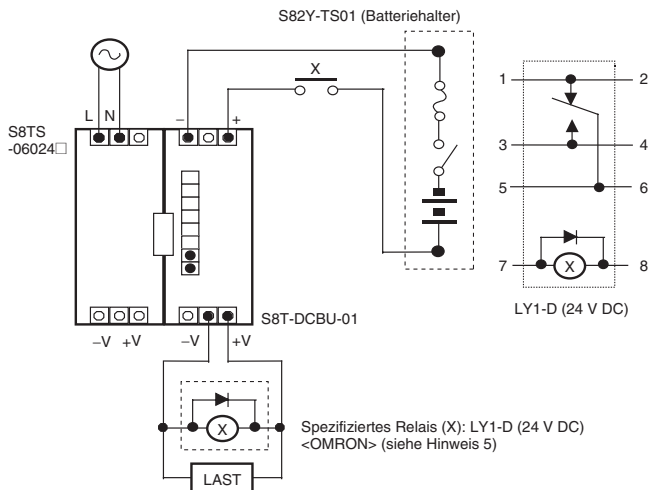 S82Y-TS01 (Batteriehalter)
L N
– +
X
S8TS
-06024□
1 2
3 4
5 6
7 X 8
LY1-D (24 V DC)
S8T-DCBU-01
–V +V
–V +V
X
Spezifiziertes Relais (X): LY1-D (24 V DC)
<OMRON> (siehe Hinweis 5)
LAST